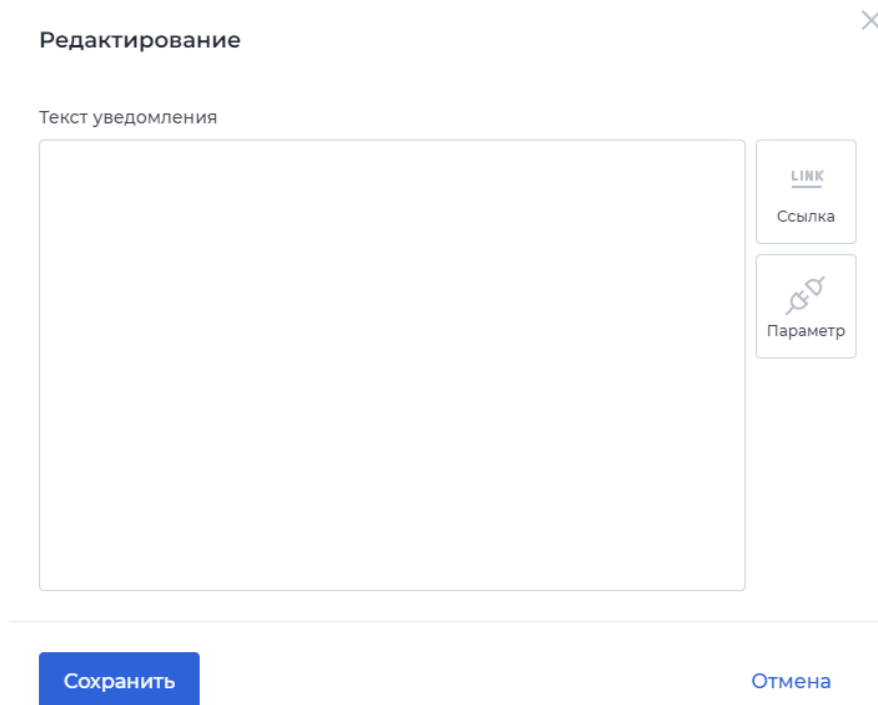 Редактирование
Текст уведомления
LINK
Ссылка
Параметр
Сохранить
Отмена